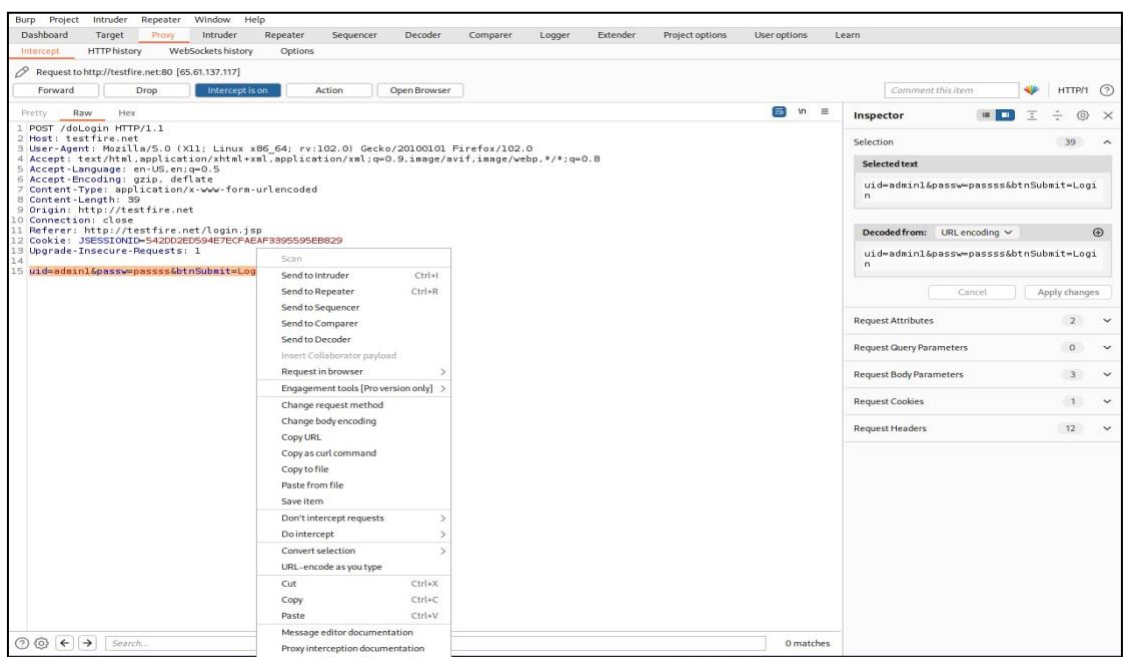 Burp Project Intruder Repeater Window Help
Dashboard Target Proxy Intruder Repeater Sequencer Decoder Comparer Logger Extender Project options User options Learn
Intercept HTTP history WebSockets history Options
Request to http://testfire.net:80 [65.61.137.117]
Forward Drop Intercept is on Action Open Browser Comment this item HTTP/1
Pretty Raw Hex \n
1 POST /doLogin HTTP/1.1
2 Host: testfire.net
3 User-Agent: Mozilla/5.0 (X11; Linux x86_64; rv:102.0) Gecko/20100101 Firefox/102.0
4 Accept: text/html,application/xhtml+xml,application/xml;q=0.9,image/avif,image/webp,*/*;q=0.8
5 Accept-Language: en-US,en;q=0.5
6 Accept-Encoding: gzip, deflate
7 Content-Type: application/x-www-form-urlencoded
8 Content-Length: 39
9 Origin: http://testfire.net
10 Connection: close
11 Referer: http://testfire.net/login.jsp
12 Cookie: JSESSIONID=542DD2ED594E7ECFAEAF3395595EB829
13 Upgrade-Insecure-Requests: 1
14
15 uid=admin1&passw=passss&btnSubmit=Log
Scan
Send to Intruder Ctrl+I
Send to Repeater Ctrl+R
Send to Sequencer
Send to Comparer
Send to Decoder
Insert Collaborator payload
Request in browser >
Engagement tools [Pro version only] >
Change request method
Change body encoding
Copy URL
Copy as curl command
Copy to file
Paste from file
Save item
Don't intercept requests >
Do intercept >
Convert selection >
URL-encode as you type
Cut Ctrl+X
Copy Ctrl+C
Paste Ctrl+V
Message editor documentation
Proxy interception documentation
Search...
0 matches
Inspector
Selection 39
Selected text
uid=admin1&passw=passss&btnSubmit=Logi
n
Decoded from: URL encoding
uid=admin1&passw=passss&btnSubmit=Logi
n
Cancel Apply changes
Request Attributes 2
Request Query Parameters 0
Request Body Parameters 3
Request Cookies 1
Request Headers 12